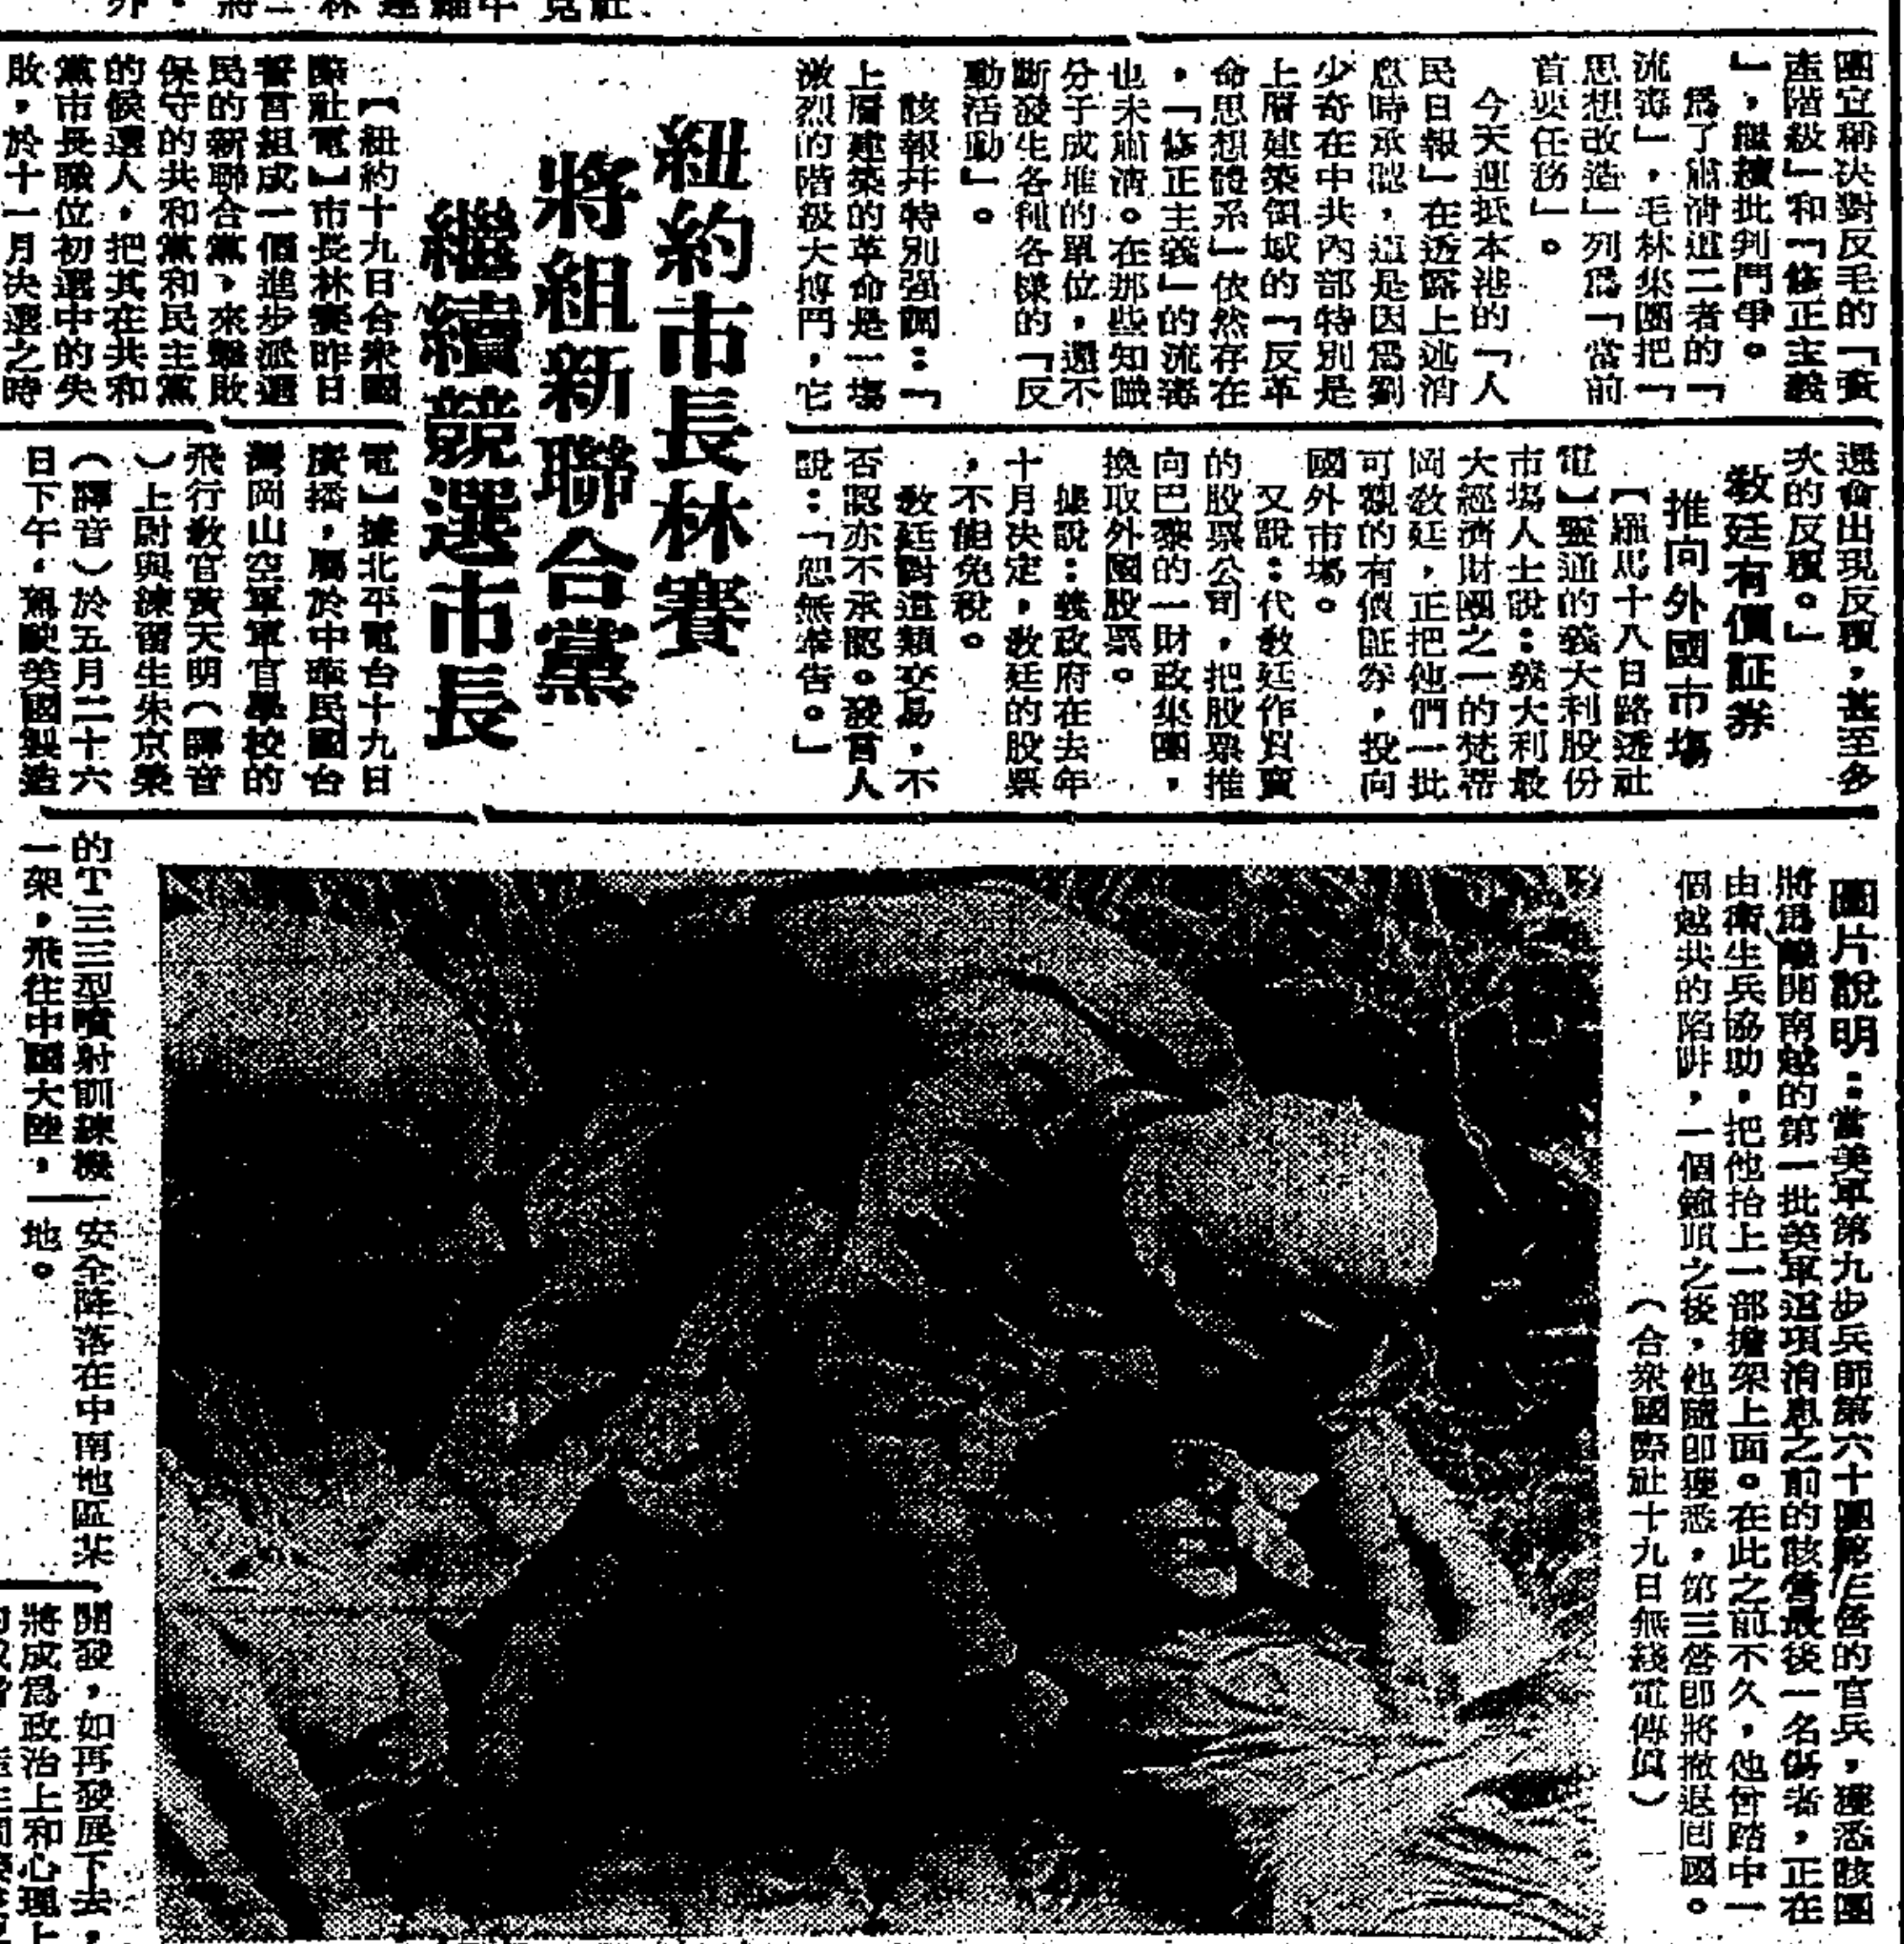 團宣稱决對反毛的「資
產階級」和「修正主義
」，繼續批判鬥爭。
爲了肅清這二者的「
流毒」，毛林集團把「
思想改造」列爲「當前
首要任務」。
今天運抵本港的「人
民日報」在透露上述消
息時承認，這是因爲劉
少奇在中共內部特別是
上層建築領域的「反革
命思想體系」依然存在
，「修正主義」的流毒
也未肅清。在那些知識
分子成堆的單位，還不
斷發生各種各樣的「反
動活動」。
該報幷特別强調：「
上層建築的革命是一場
激烈的階級大搏鬥，它
還會出現反覆，甚至多
次的反覆。」
敎廷有價証券
推向外國市場
【羅馬十八日路透社
電】靈通的義大利股份
市塲人士說：義大利最
大經濟財團之一的梵蒂
岡敎廷，正把他們一批
可觀的有價証券，投向
國外市塲。
又說：代敎廷作買賣
的股票公司，把股票推
向巴黎的一財政集團，
換取外國股票。
據說：義政府在去年
十月決定，敎廷的股票
，不能免稅。
敎廷對這類交易，不
否認亦不承認。發言人
說：「恕無奉告。」
紐約市長林賽
將組新聯合黨
繼續競選市長
【紐約十九日合衆國
際社電】市長林賽昨日
誓言組成一個進步派選
民的新聯合黨，來擊敗
保守的共和黨和民主黨
的候選人，把其在共和
黨市長職位初選中的失
敗，於十一月决選之時
電】據北平電台十九日
廣播，屬於中華民國台
灣岡山空軍軍官學校的
飛行敎官黃天明（譯音
）上尉與練習生朱京榮
（譯音）於五月二十六
日下午，駕駛美國製造
的T三三型噴射訓練機
一架，飛往中國大陸，
安全降落在中南地區某
地。
圖片說明：當美軍第九步兵師第六十團第三營的官兵，獲悉該團
將爲離開南越的第一批美軍這項消息之前的該營最後一名傷者，正在
由衞生兵協助，把他抬上一部擔架上面。在此之前不久，他曾踏中一
個越共的陷阱，一個鐘頭之後，他隨即獲悉，第三營即將撤退回國。
（合衆國際社十九日無綫電傳眞）
開發，如再發展下去，
將成爲政治上和心理上